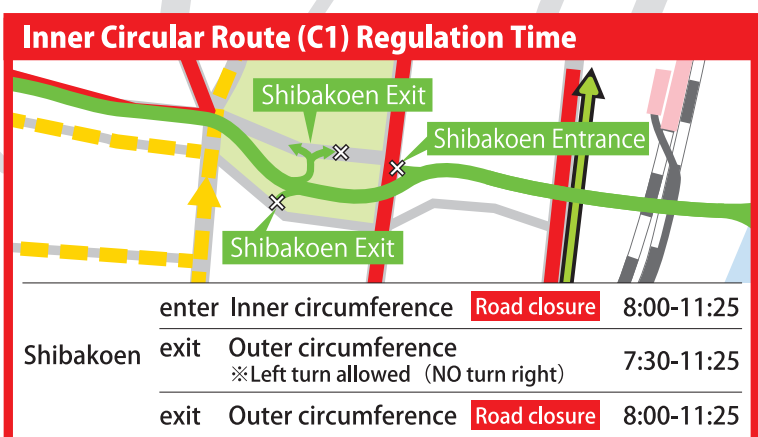 Inner Circular Route (C1) Regulation Time
Shibakoen Exit
Shibakoen Entrance
Shibakoen Exit
enter Inner circumference Road closure 8:00-11:25
Shibakoen exit Outer circumference 7:30-11:25
※Left turn allowed（NO turn right）
exit Outer circumference Road closure 8:00-11:25